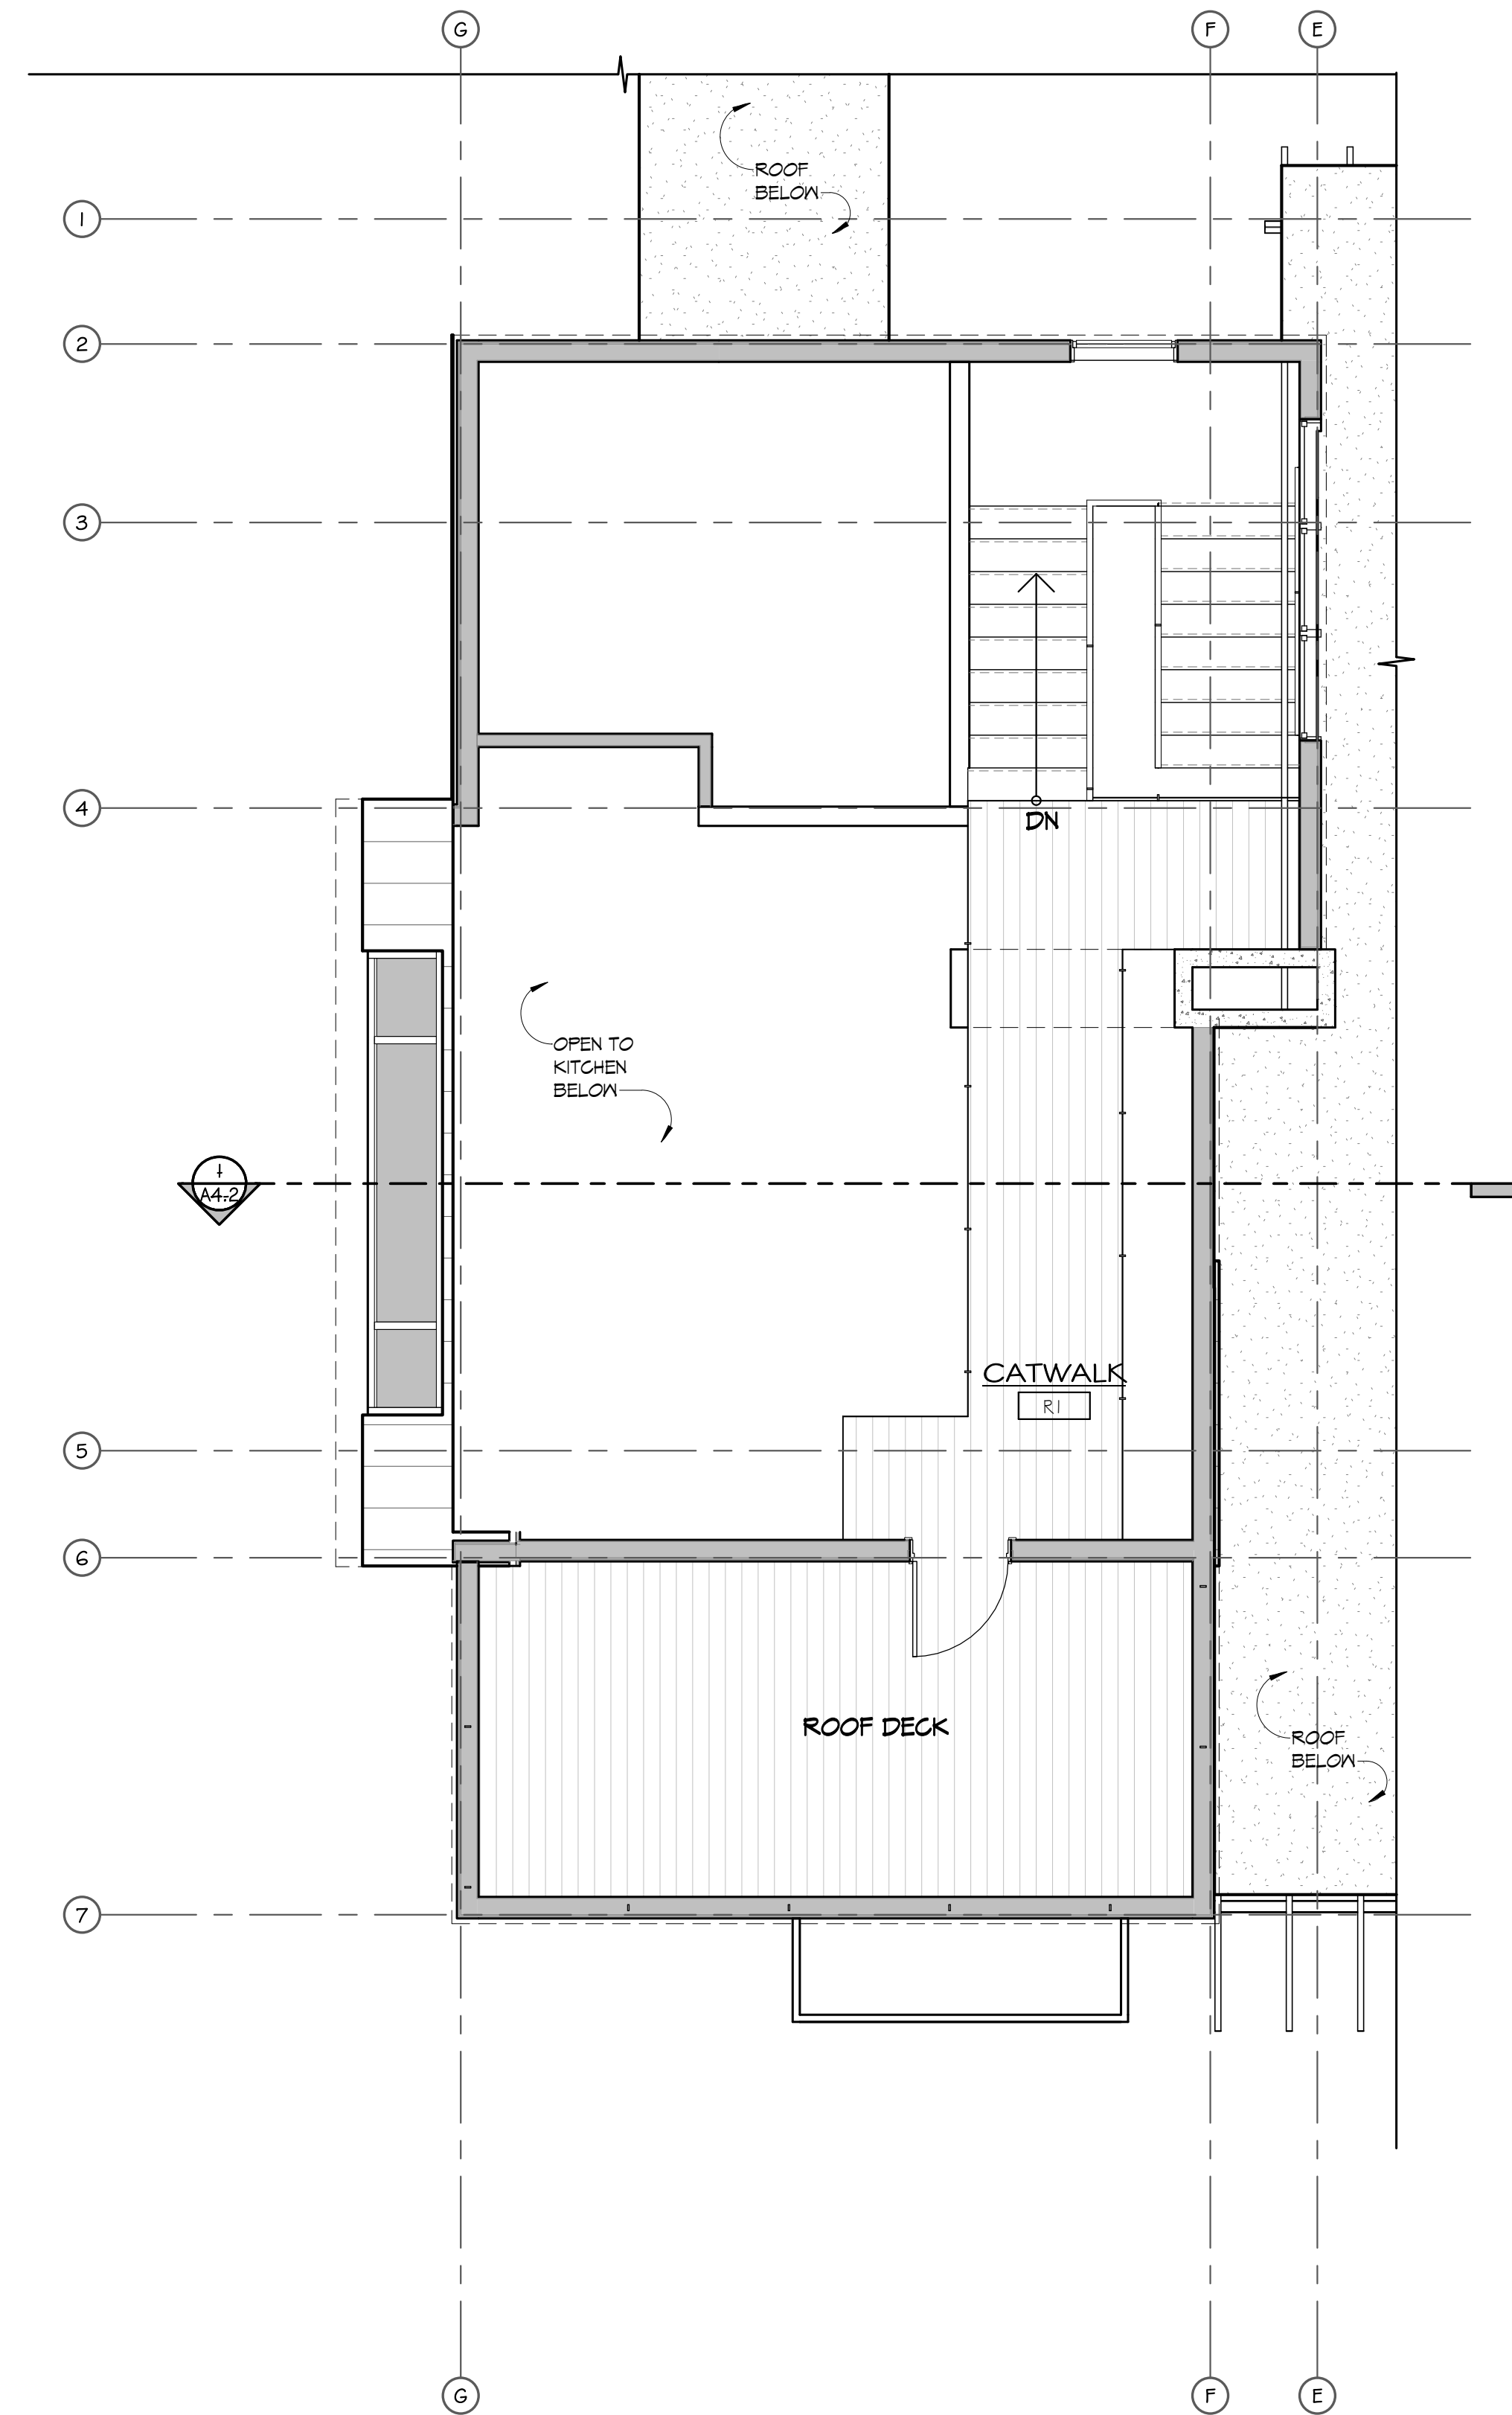 G
F
E
ROOF
BELOW
1
2
3
4
DN
OPEN TO
KITCHEN
BELOW
1
A4.2
CATWALK
R1
5
6
ROOF DECK
ROOF
BELOW
7
G
F
E